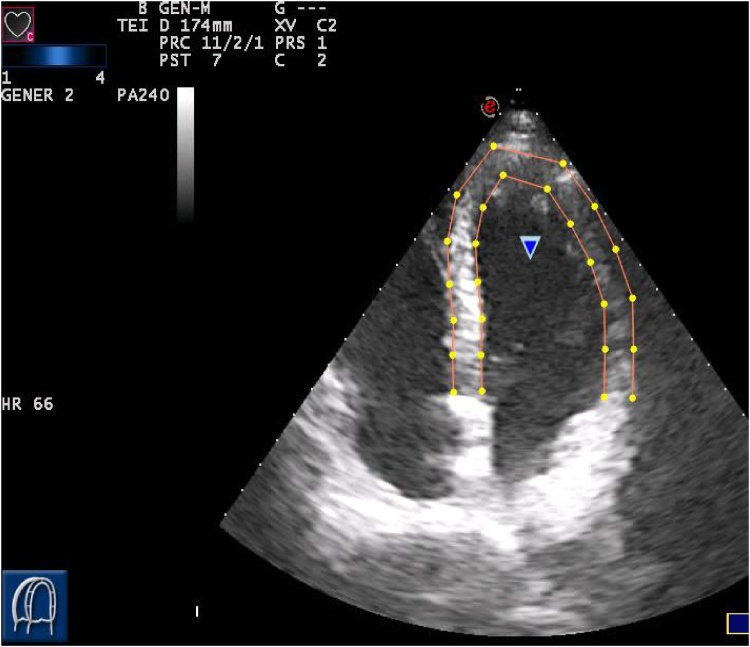 B GEN-M G ---
TEI D 174mm XV C2
PRC 11/2/1 PRS 1
PST 7 C 2
C
1 4
GENER 2 PA240
e
HR 66